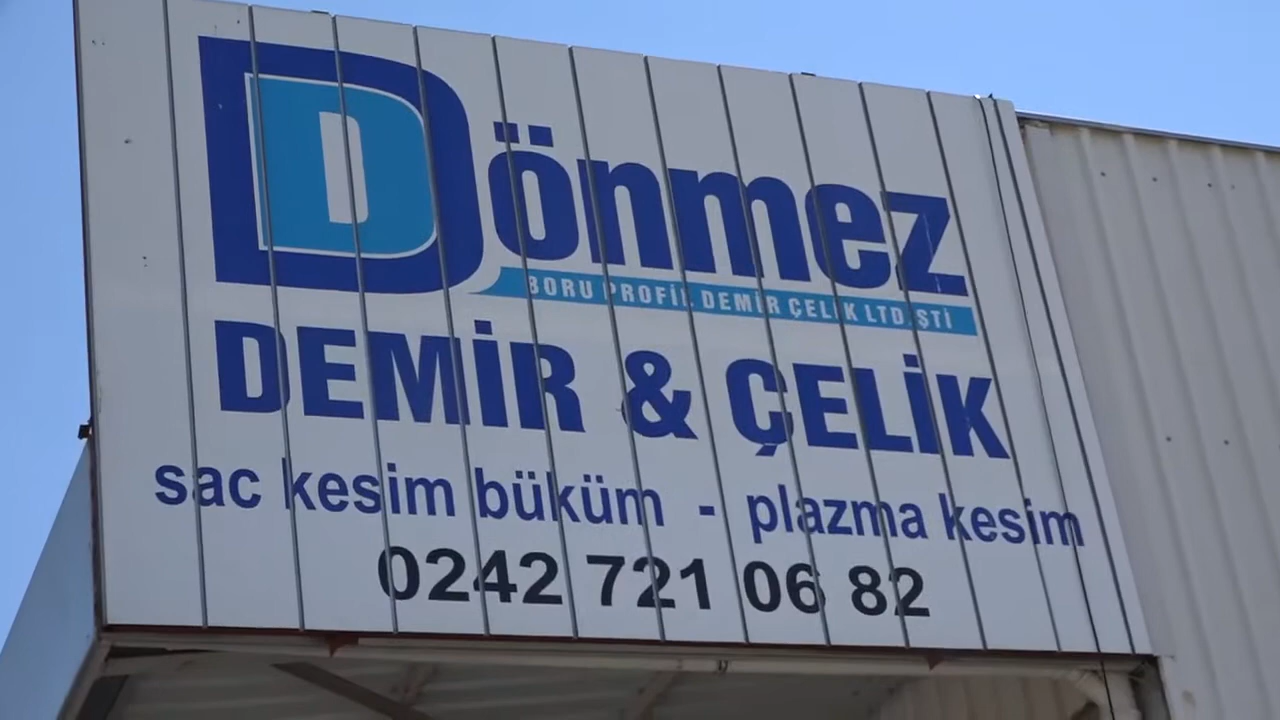 Dönmez
BORU PROFİL DEMİR ÇELİK LTD.ŞTİ
DEMİR & ÇELİK
sac kesim büküm - plazma kesim
0242 721 06 82